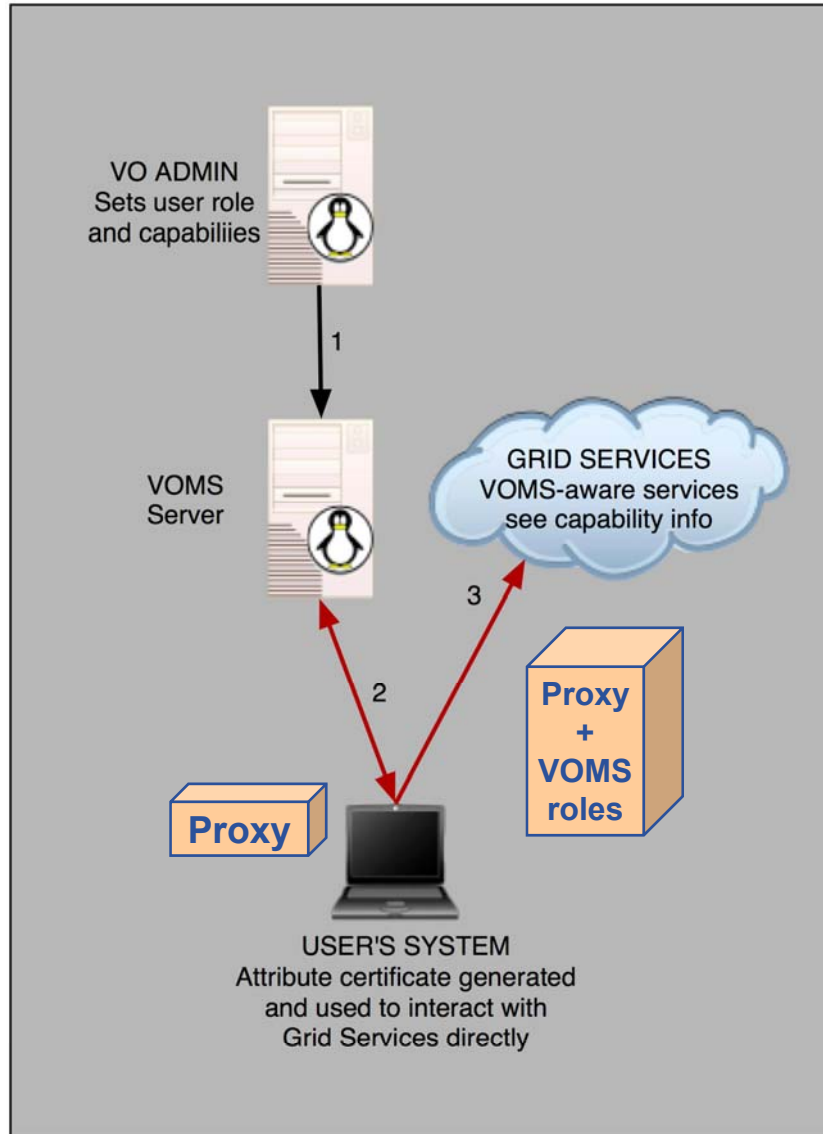 VO ADMIN
Sets user role
and capabiliies
1
VOMS
Server
GRID SERVICES
VOMS-aware services
see capability info
3
2
Proxy
+
VOMS
roles
Proxy
USER'S SYSTEM
Attribute certificate generated
and used to interact with
Grid Services directly